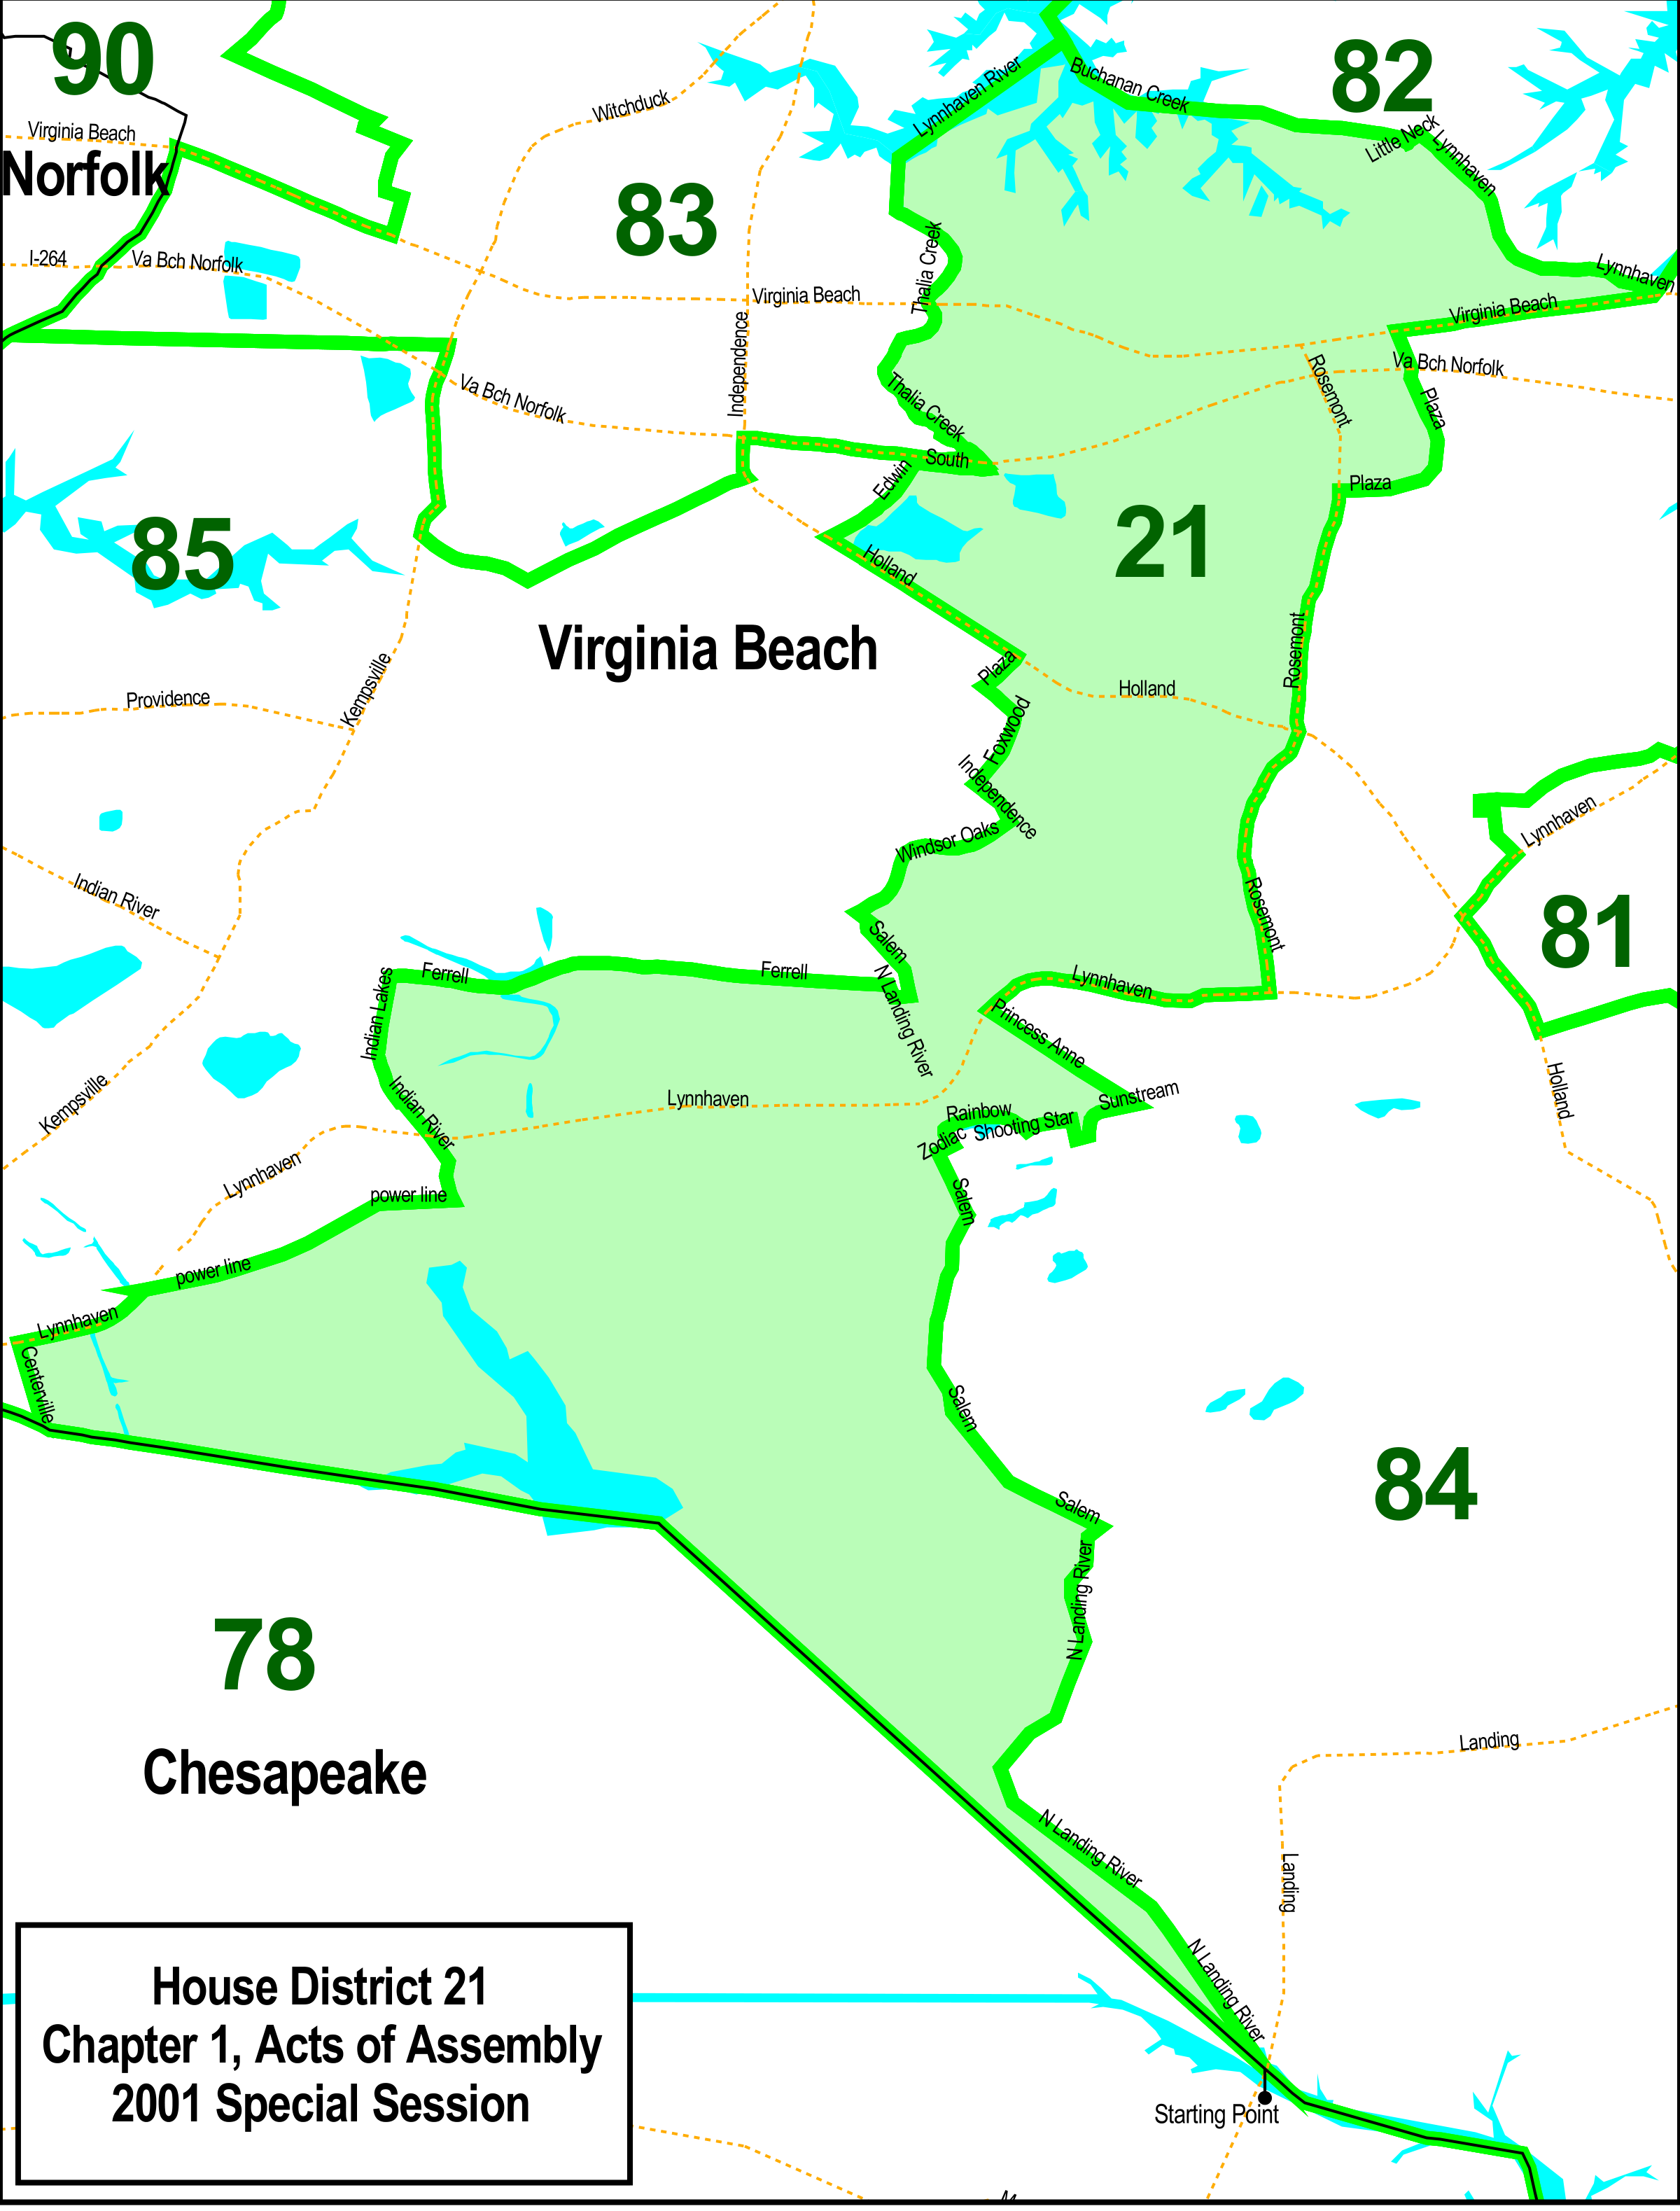 90
82
Buchanan Creek
Lynnhaven River
Witchduck
Virginia Beach
Norfolk
Little Neck
Lynnhaven
83
I-264
Va Bch Norfolk
Thalia Creek
Lynnhaven
Virginia Beach
Virginia Beach
Independence
Va Bch Norfolk
Rosemont
Va Bch Norfolk
Plaza
Thalia Creek
South
Edwin
Plaza
85
21
Holland
Virginia Beach
Rosemont
Plaza
Providence
Kempsville
Holland
Foxwood
Independence
Windsor Oaks
Lynnhaven
Indian River
Rosemont
81
Salem
Ferrell
Ferrell
Indian Lakes
N Landing River
Lynnhaven
Princess Anne
Kempsville
Indian River
Lynnhaven
Holland
Sunstream
Rainbow
Shooting Star
Zodiac
Lynnhaven
power line
Salem
power line
Lynnhaven
Centerville
Salem
84
Salem
N Landing River
78
Chesapeake
Landing
N Landing River
Landing
N Landing River
House District 21
Chapter 1, Acts of Assembly
2001 Special Session
Starting Point